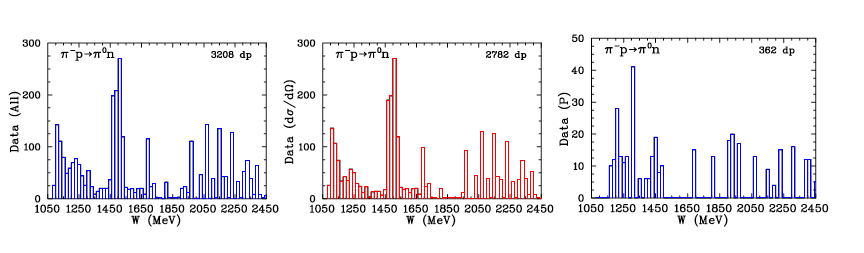 π⁻p→π⁰n 3208 dp
Data (All)
300
200
100
0
1050 1250 1450 1650 1850 2050 2250 2450
W (MeV)
π⁻p→π⁰n 2782 dp
Data (dσ/dΩ)
300
200
100
0
1050 1250 1450 1650 1850 2050 2250 2450
W (MeV)
π⁻p→π⁰n 362 dp
Data (P)
50
40
30
20
10
0
1050 1250 1450 1650 1850 2050 2250 2450
W (MeV)